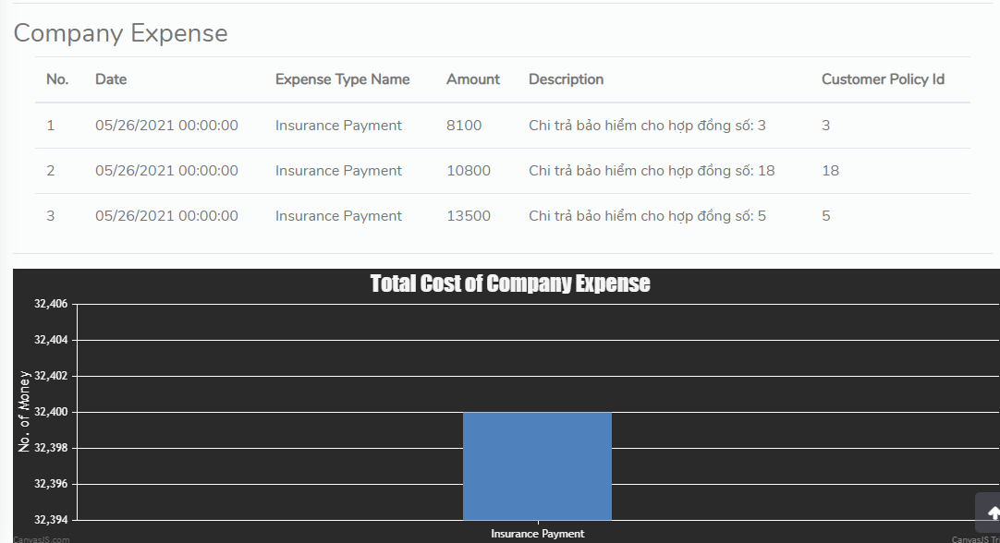 Company Expense
No. Date Expense Type Name Amount Description Customer Policy Id
1 05/26/2021 00:00:00 Insurance Payment 8100 Chi trả bảo hiểm cho hợp đồng số: 3 3
2 05/26/2021 00:00:00 Insurance Payment 10800 Chi trả bảo hiểm cho hợp đồng số: 18 18
3 05/26/2021 00:00:00 Insurance Payment 13500 Chi trả bảo hiểm cho hợp đồng số: 5 5
Total Cost of Company Expense
No. of Money
32,406
32,404
32,402
32,400
32,398
32,396
32,394
Insurance Payment
CanvasJS.com
CanvasJS